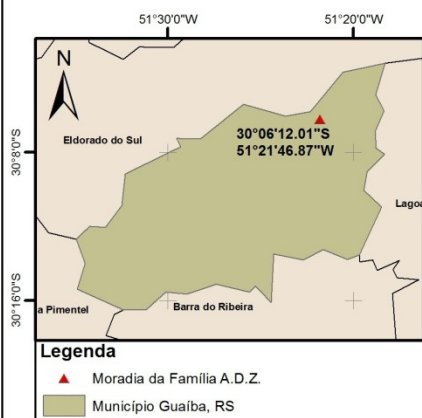 51°30'0"W 51°20'0"W
N
Eldorado do Sul
30°06'12.01"S
51°21'46.87"W
30°8'0"S
Lagoa
30°16'0"S
a Pimentel
Barra do Ribeira
Legenda
Moradia da Família A.D.Z.
Município Guaíba, RS